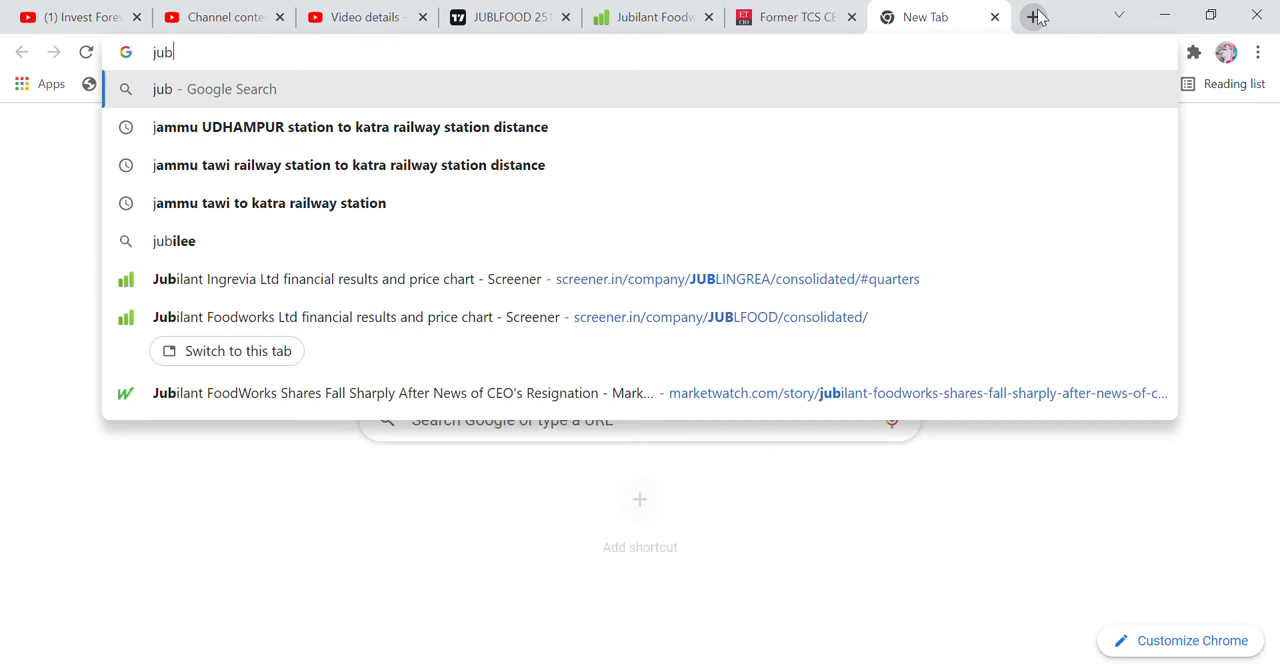 (1) Invest Forev
Channel conte
Video details -
JUBLFOOD 251
Jubilant Foodw
ET CIO
Former TCS CE
New Tab
jub
Apps
Reading list
jub - Google Search
jammu UDHAMPUR station to katra railway station distance
jammu tawi railway station to katra railway station distance
jammu tawi to katra railway station
jubilee
Jubilant Ingrevia Ltd financial results and price chart - Screener - screener.in/company/JUBLINGREA/consolidated/#quarters
Jubilant Foodworks Ltd financial results and price chart - Screener - screener.in/company/JUBLFOOD/consolidated/
Switch to this tab
Jubilant FoodWorks Shares Fall Sharply After News of CEO's Resignation - Mark... - marketwatch.com/story/jubilant-foodworks-shares-fall-sharply-after-news-of-c...
Search Google or type a URL
Add shortcut
Customize Chrome